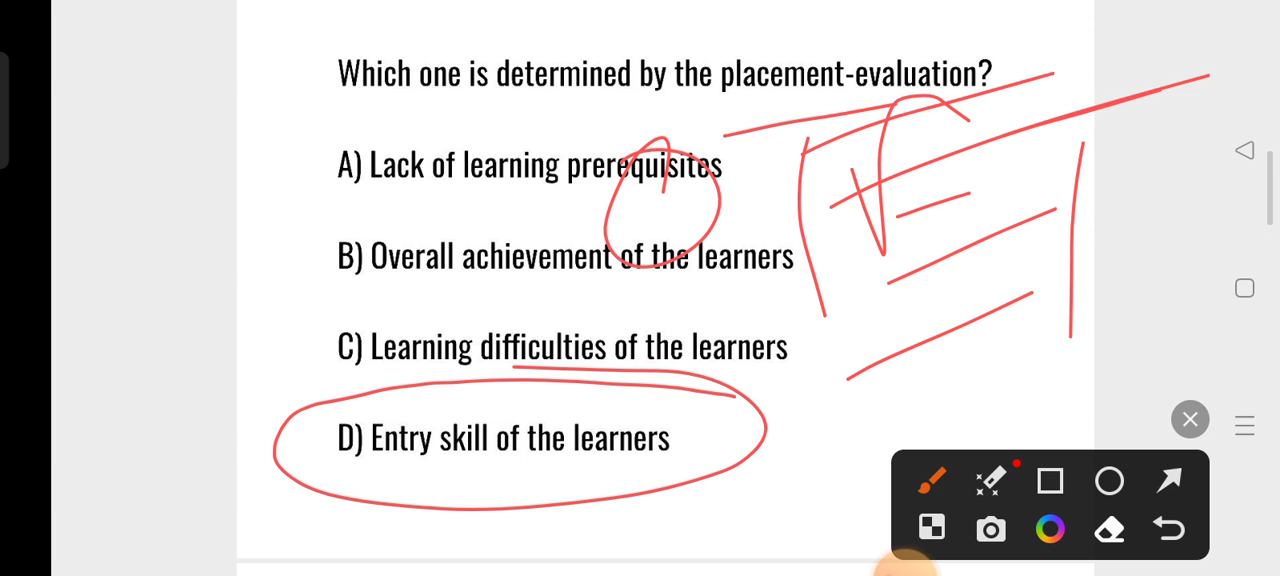 Which one is determined by the placement-evaluation?
A) Lack of learning prerequisites
B) Overall achievement of the learners
C) Learning difficulties of the learners
D) Entry skill of the learners